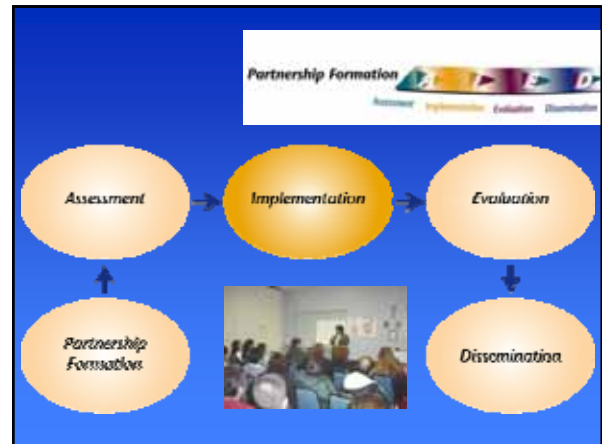 Partnership Formation A I E D
Assessment Implementation Evaluation Dissemination
Assessment
Implementation
Evaluation
Partnership
Formation
Dissemination